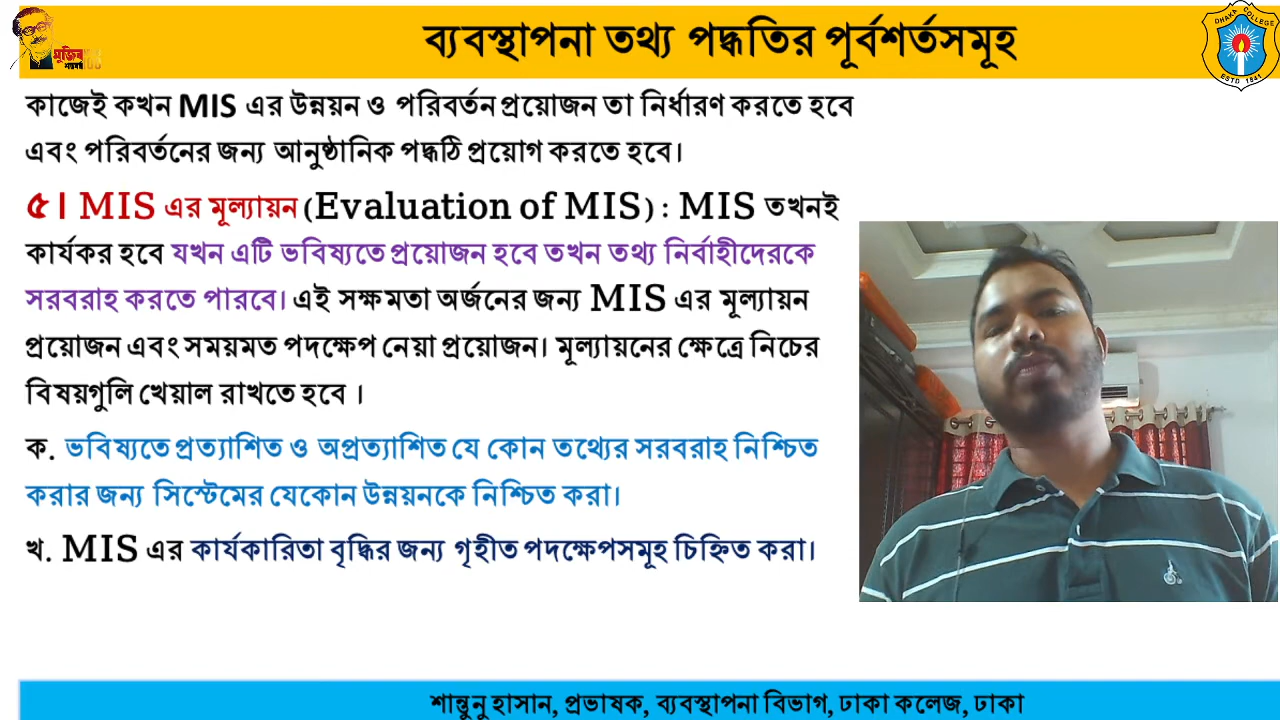 ব্যবস্থাপনা তথ্য পদ্ধতির পূর্বশর্তসমূহ
মুজিব
DHAKA COLLEGE
ESTD 1841
কাজেই কখন MIS এর উন্নয়ন ও পরিবর্তন প্রয়োজন তা নির্ধারণ করতে হবে
এবং পরিবর্তনের জন্য আনুষ্ঠানিক পদ্ধঠি প্রয়োগ করতে হবে।
৫। MIS এর মূল্যায়ন (Evaluation of MIS) : MIS তখনই
কার্যকর হবে যখন এটি ভবিষ্যতে প্রয়োজন হবে তখন তথ্য নির্বাহীদেরকে
সরবরাহ করতে পারবে। এই সক্ষমতা অর্জনের জন্য MIS এর মূল্যায়ন
প্রয়োজন এবং সময়মত পদক্ষেপ নেয়া প্রয়োজন। মূল্যায়নের ক্ষেত্রে নিচের
বিষয়গুলি খেয়াল রাখতে হবে ।
ক. ভবিষ্যতে প্রত্যাশিত ও অপ্রত্যাশিত যে কোন তথ্যের সরবরাহ নিশ্চিত
করার জন্য সিস্টেমের যেকোন উন্নয়নকে নিশ্চিত করা।
খ. MIS এর কার্যকারিতা বৃদ্ধির জন্য গৃহীত পদক্ষেপসমূহ চিহ্নিত করা।
শান্তুনু হাসান, প্রভাষক, ব্যবস্থাপনা বিভাগ, ঢাকা কলেজ, ঢাকা